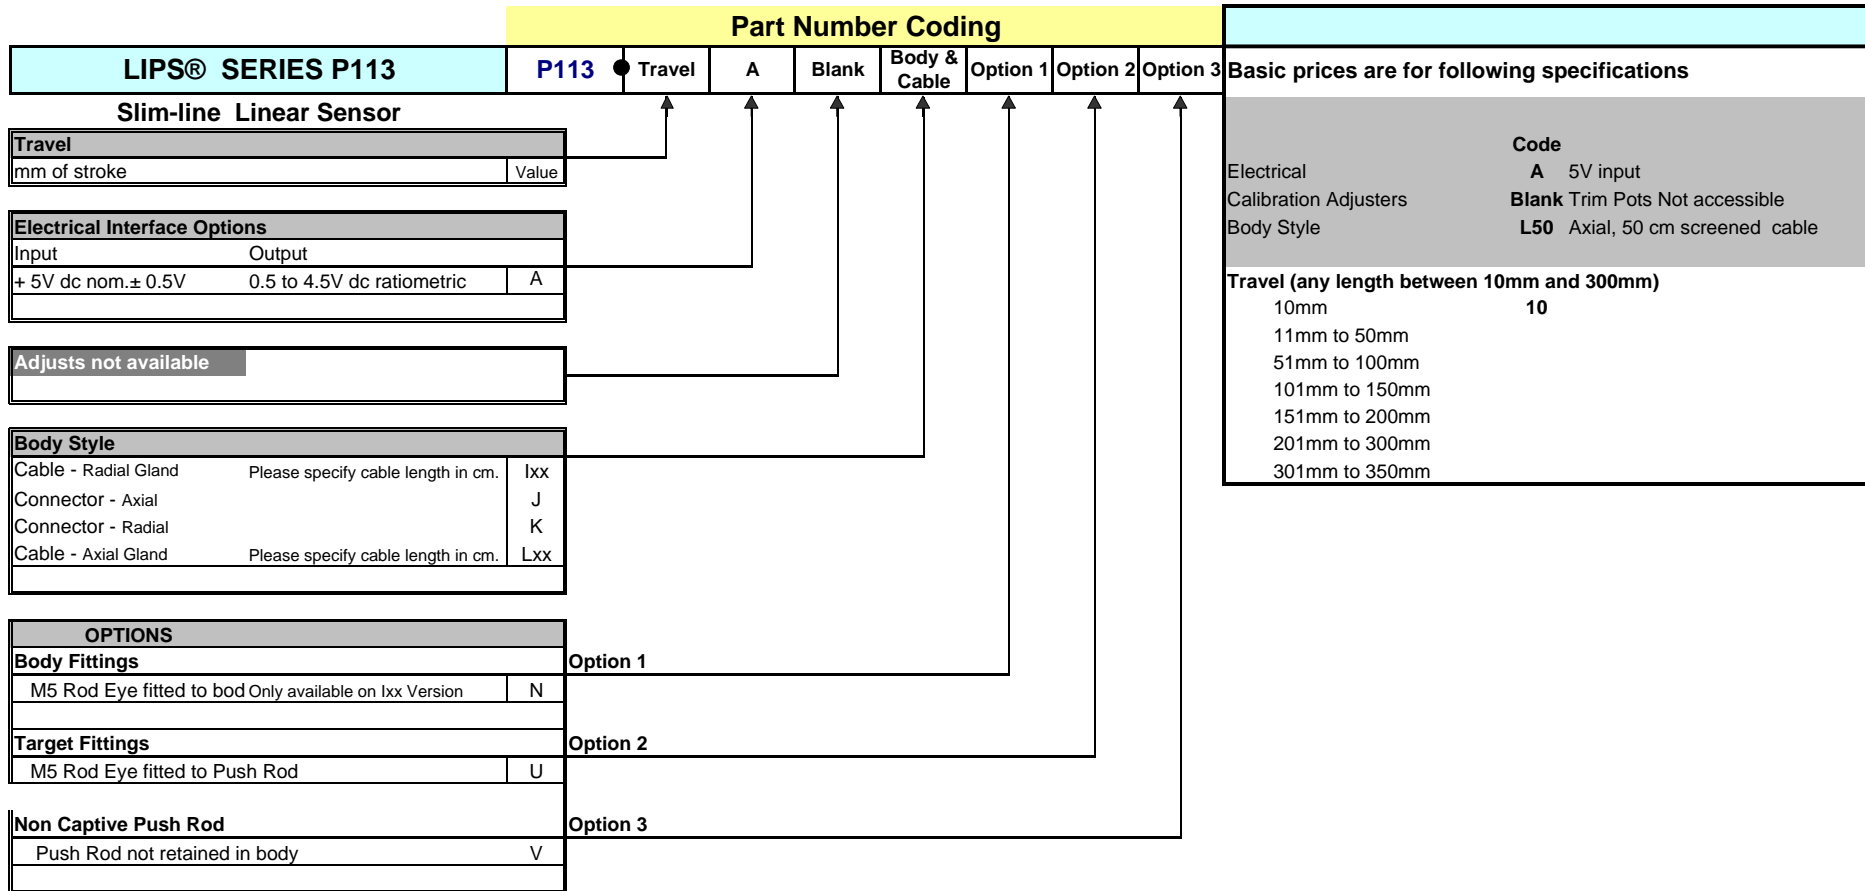 Part Number Coding
LIPS® SERIES P113
P113 ● Travel A Blank Body & Cable Option 1 Option 2 Option 3
Basic prices are for following specifications
Slim-line Linear Sensor
Travel
mm of stroke Value
Electrical Interface Options
Input Output
+ 5V dc nom.± 0.5V 0.5 to 4.5V dc ratiometric A
Adjusts not available
Body Style
Cable - Radial Gland Please specify cable length in cm. Ixx
Connector - Axial J
Connector - Radial K
Cable - Axial Gland Please specify cable length in cm. Lxx
OPTIONS
Body Fittings Option 1
M5 Rod Eye fitted to bod Only available on Ixx Version N
Target Fittings Option 2
M5 Rod Eye fitted to Push Rod U
Non Captive Push Rod Option 3
Push Rod not retained in body V
Code
Electrical A 5V input
Calibration Adjusters Blank Trim Pots Not accessible
Body Style L50 Axial, 50 cm screened cable
Travel (any length between 10mm and 300mm)
10mm 10
11mm to 50mm
51mm to 100mm
101mm to 150mm
151mm to 200mm
201mm to 300mm
301mm to 350mm